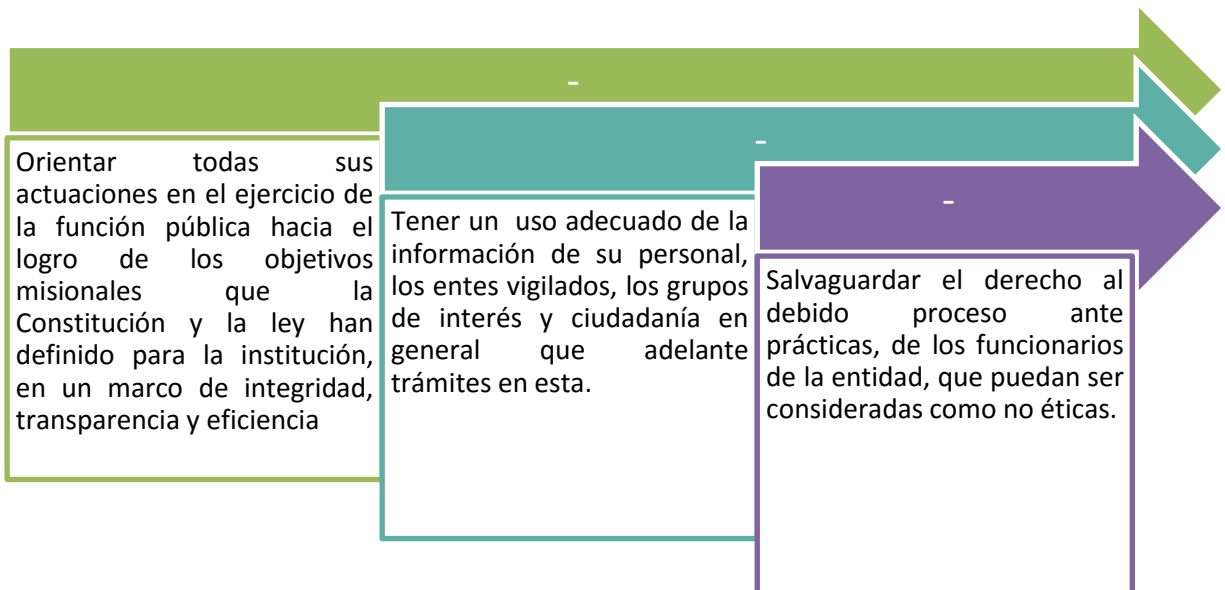 -
Orientar todas sus
actuaciones en el ejercicio de
la función pública hacia el
logro de los objetivos
misionales que la
Constitución y la ley han
definido para la institución,
en un marco de integridad,
transparencia y eficiencia
-
Tener un uso adecuado de la
información de su personal,
los entes vigilados, los grupos
de interés y ciudadanía en
general que adelante
trámites en esta.
-
Salvaguardar el derecho al
debido proceso ante
prácticas, de los funcionarios
de la entidad, que puedan ser
consideradas como no éticas.